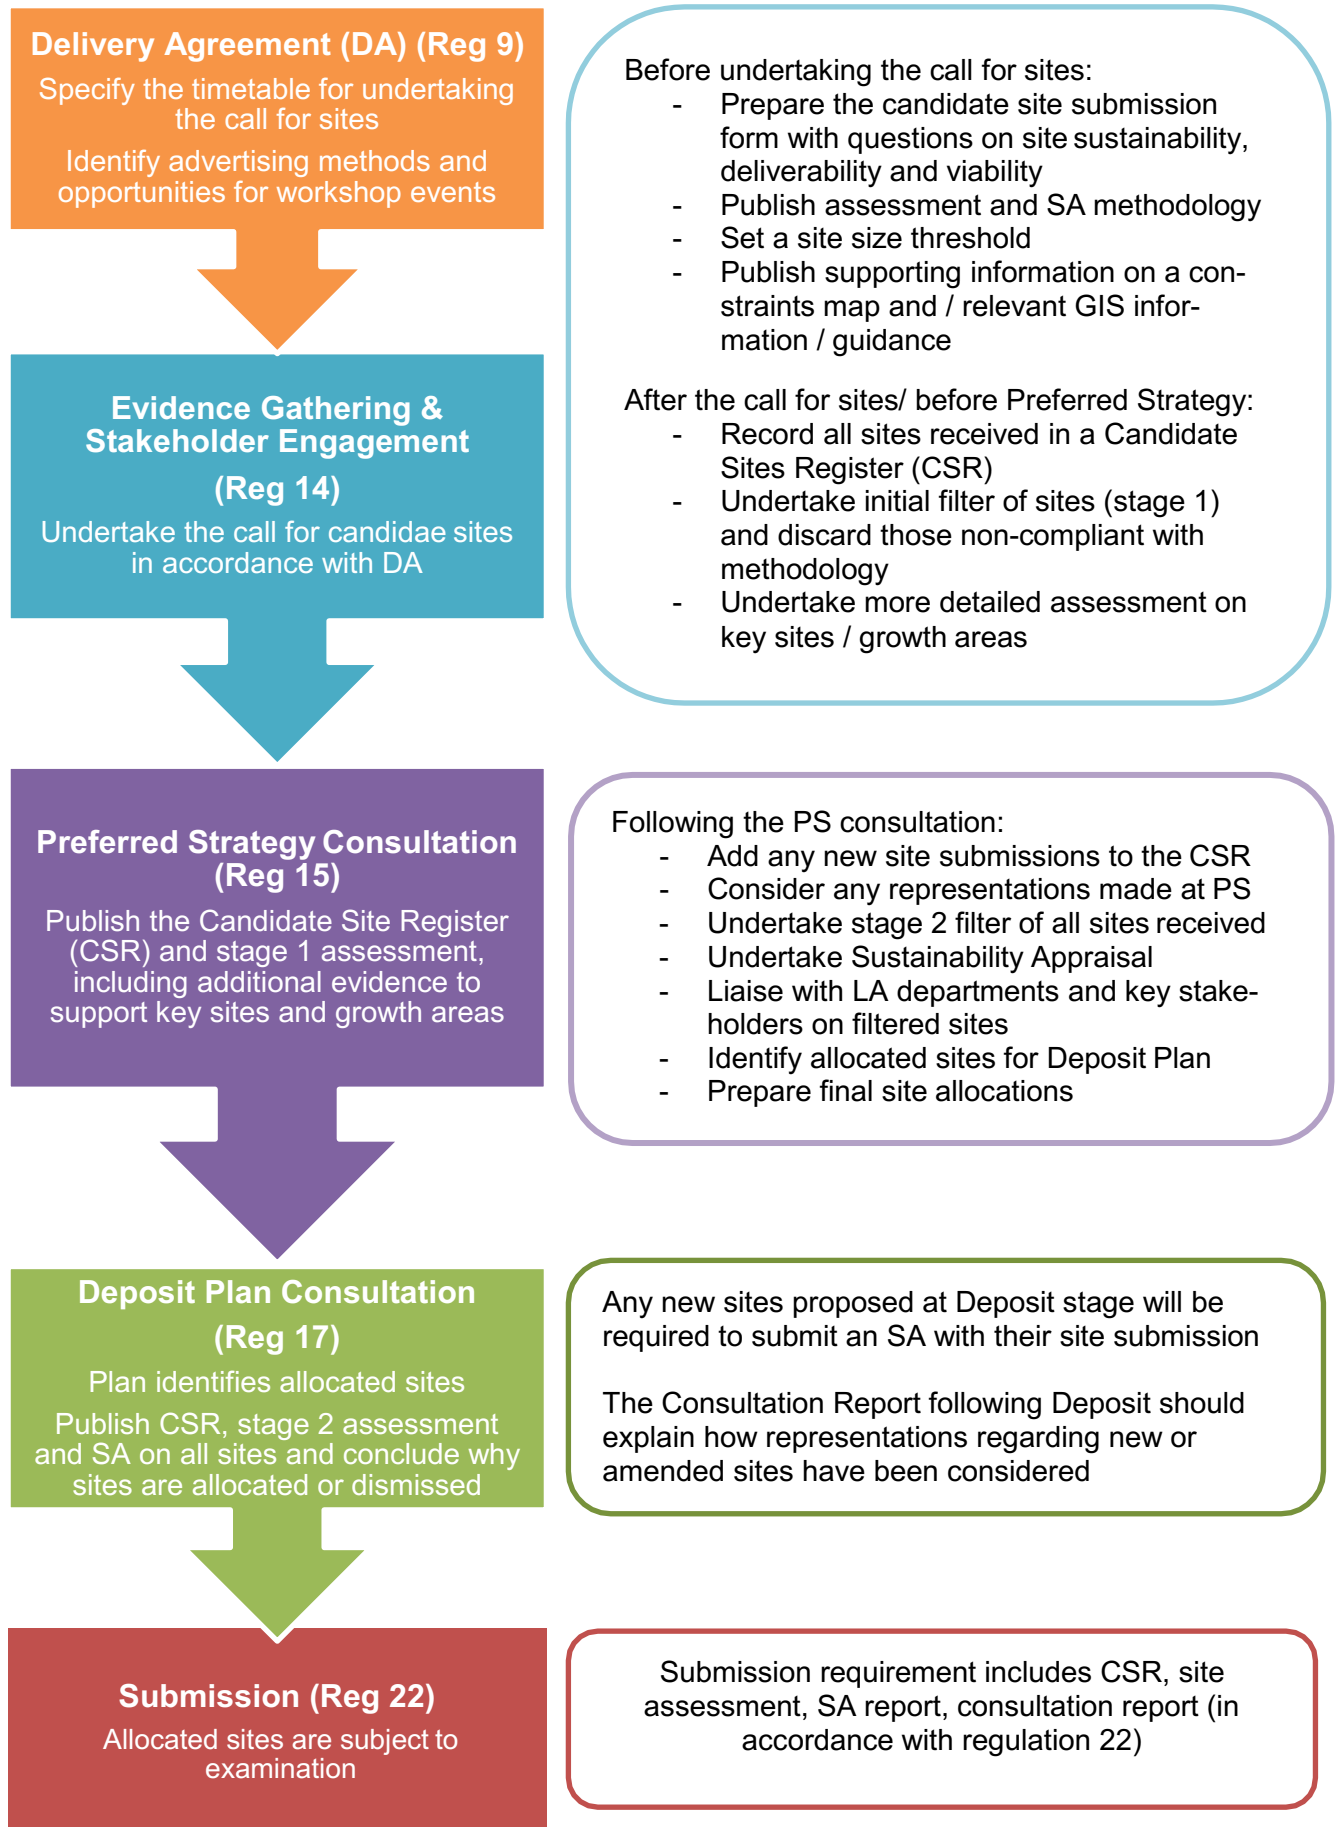 Delivery Agreement (DA) (Reg 9)
Specify the timetable for undertaking
the call for sites
Identify advertising methods and
opportunities for workshop events
Before undertaking the call for sites:
- Prepare the candidate site submission
form with questions on site sustainability,
deliverability and viability
- Publish assessment and SA methodology
- Set a site size threshold
- Publish supporting information on a con-
straints map and / relevant GIS infor-
mation / guidance
After the call for sites/ before Preferred Strategy:
- Record all sites received in a Candidate
Sites Register (CSR)
- Undertake initial filter of sites (stage 1)
and discard those non-compliant with
methodology
- Undertake more detailed assessment on
key sites / growth areas
Evidence Gathering &
Stakeholder Engagement
(Reg 14)
Undertake the call for candidae sites
in accordance with DA
Preferred Strategy Consultation
(Reg 15)
Publish the Candidate Site Register
(CSR) and stage 1 assessment,
including additional evidence to
support key sites and growth areas
Following the PS consultation:
- Add any new site submissions to the CSR
- Consider any representations made at PS
- Undertake stage 2 filter of all sites received
- Undertake Sustainability Appraisal
- Liaise with LA departments and key stake-
holders on filtered sites
- Identify allocated sites for Deposit Plan
- Prepare final site allocations
Deposit Plan Consultation
(Reg 17)
Plan identifies allocated sites
Publish CSR, stage 2 assessment
and SA on all sites and conclude why
sites are allocated or dismissed
Any new sites proposed at Deposit stage will be
required to submit an SA with their site submission
The Consultation Report following Deposit should
explain how representations regarding new or
amended sites have been considered
Submission (Reg 22)
Allocated sites are subject to
examination
Submission requirement includes CSR, site
assessment, SA report, consultation report (in
accordance with regulation 22)